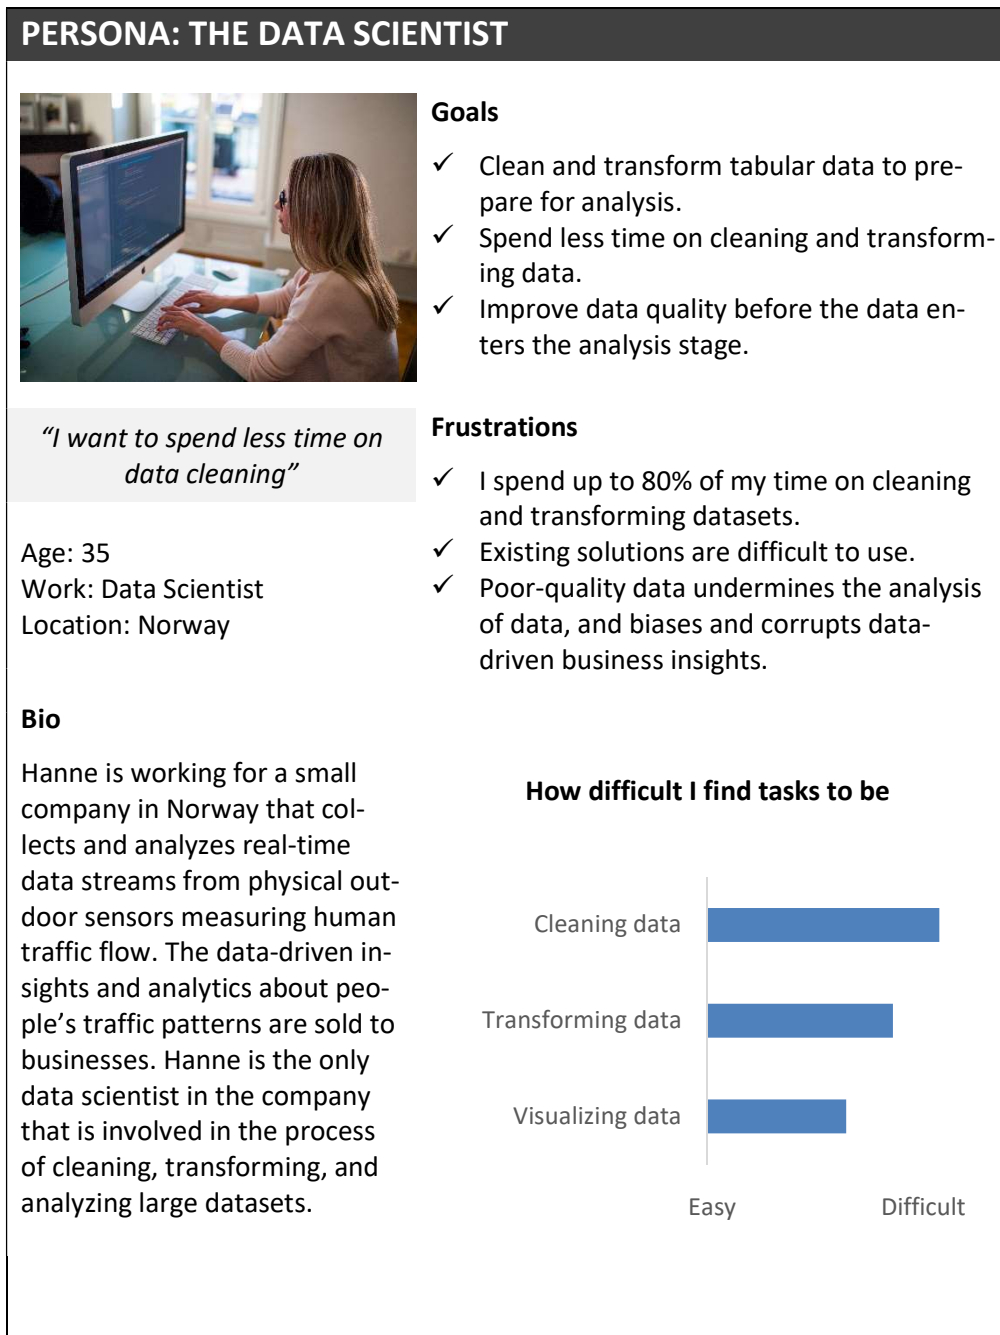 PERSONA: THE DATA SCIENTIST
“I want to spend less time on
data cleaning”
Age: 35
Work: Data Scientist
Location: Norway
Bio
Hanne is working for a small
company in Norway that col-
lects and analyzes real-time
data streams from physical out-
door sensors measuring human
traffic flow. The data-driven in-
sights and analytics about peo-
ple’s traffic patterns are sold to
businesses. Hanne is the only
data scientist in the company
that is involved in the process
of cleaning, transforming, and
analyzing large datasets.
Goals
✓ Clean and transform tabular data to pre-
pare for analysis.
✓ Spend less time on cleaning and transform-
ing data.
✓ Improve data quality before the data en-
ters the analysis stage.
Frustrations
✓ I spend up to 80% of my time on cleaning
and transforming datasets.
✓ Existing solutions are difficult to use.
✓ Poor-quality data undermines the analysis
of data, and biases and corrupts data-
driven business insights.
How difficult I find tasks to be
Cleaning data
Transforming data
Visualizing data
Easy Difficult